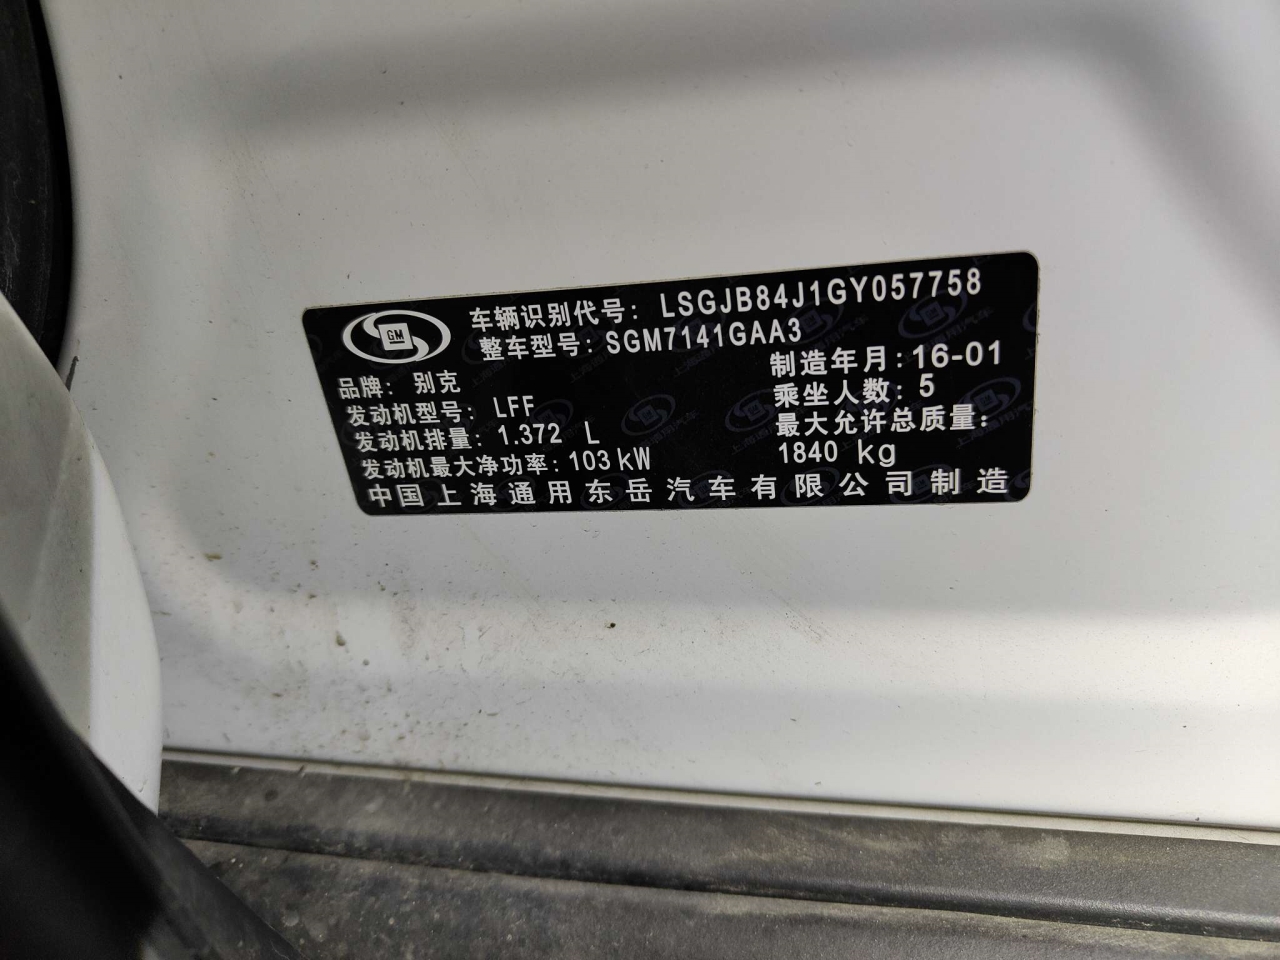 GM
车辆识别代号: LSGJB84J1GY057758
整车型号: SGM7141GAA3
品牌: 别克
制造年月: 16-01
发动机型号: LFF
乘坐人数: 5
发动机排量: 1.372 L
最大允许总质量:
1840 kg
发动机最大净功率: 103 kW
中国上海通用东岳汽车有限公司制造